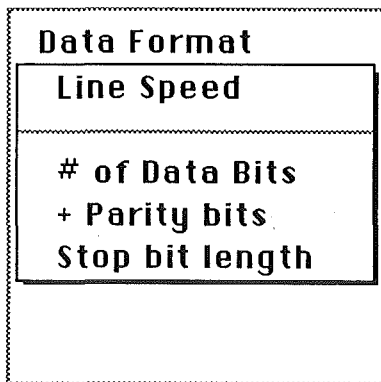 Data Format
Line Speed
# of Data Bits
+ Parity bits
Stop bit length